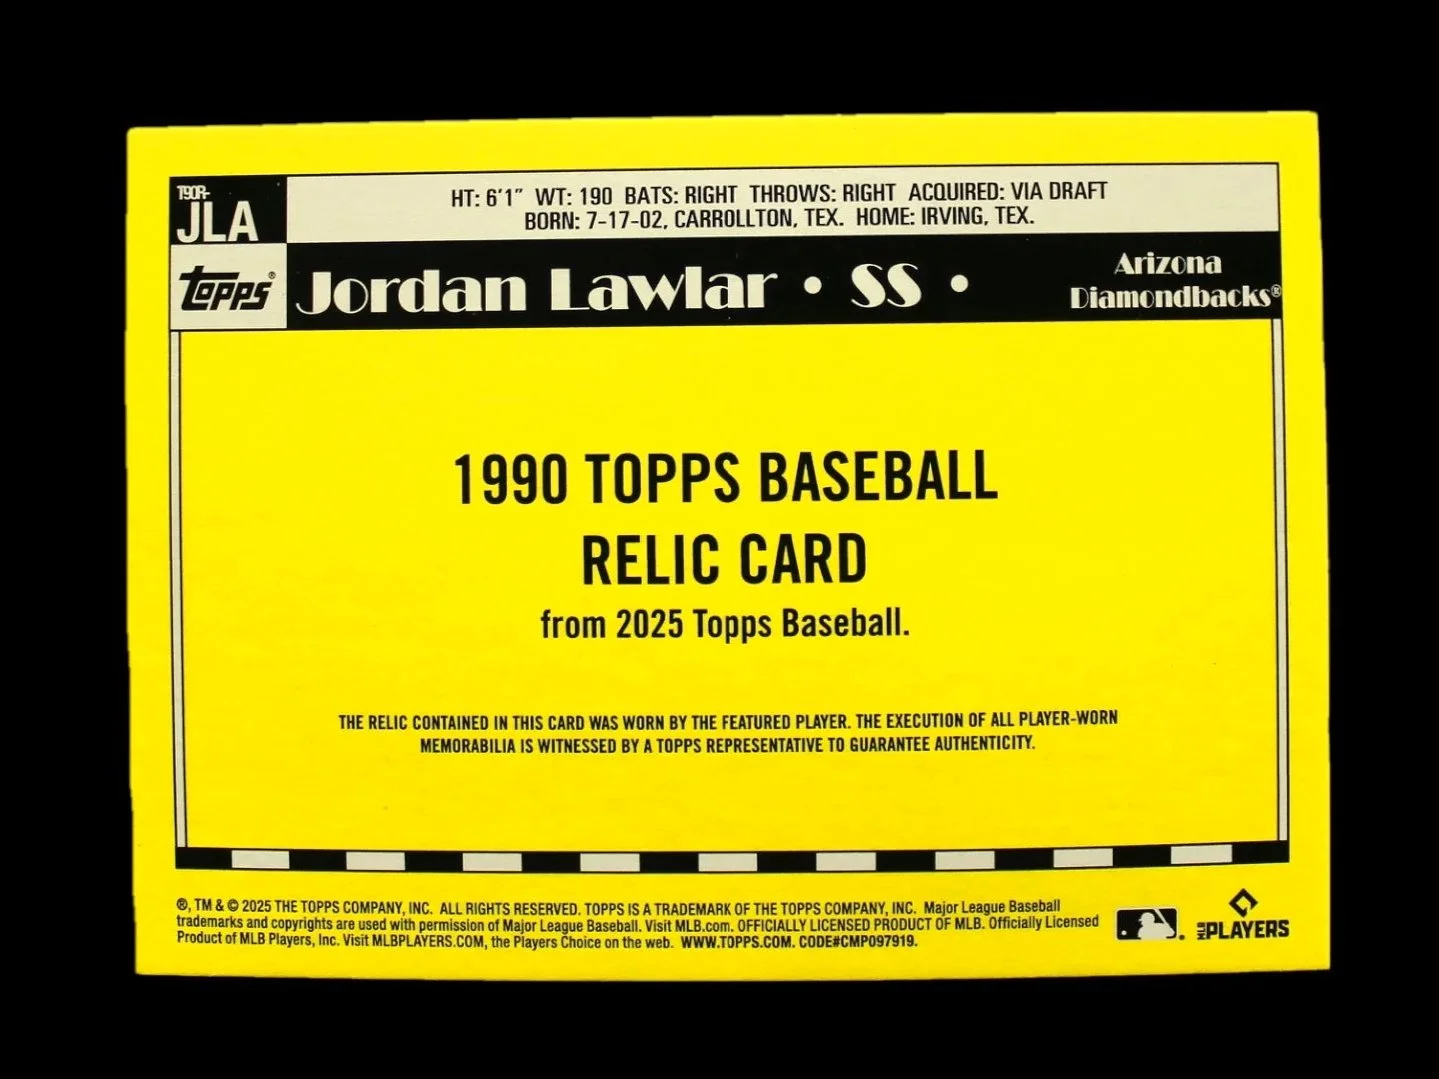 T90R-
JLA
HT: 6'1" WT: 190 BATS: RIGHT THROWS: RIGHT ACQUIRED: VIA DRAFT
BORN: 7-17-02, CARROLLTON, TEX. HOME: IRVING, TEX.
Topps®
Jordan Lawlar • SS •
Arizona
Diamondbacks®
1990 TOPPS BASEBALL
RELIC CARD
from 2025 Topps Baseball.
THE RELIC CONTAINED IN THIS CARD WAS WORN BY THE FEATURED PLAYER. THE EXECUTION OF ALL PLAYER-WORN
MEMORABILIA IS WITNESSED BY A TOPPS REPRESENTATIVE TO GUARANTEE AUTHENTICITY.
®, TM & © 2025 THE TOPPS COMPANY, INC. ALL RIGHTS RESERVED. TOPPS IS A TRADEMARK OF THE TOPPS COMPANY, INC. Major League Baseball
trademarks and copyrights are used with permission of Major League Baseball. Visit MLB.com. OFFICIALLY LICENSED PRODUCT OF MLB. Officially Licensed
Product of MLB Players, Inc. Visit MLBPLAYERS.COM, the Players Choice on the web. WWW.TOPPS.COM. CODE#CMP097919.
MLB PLAYERS